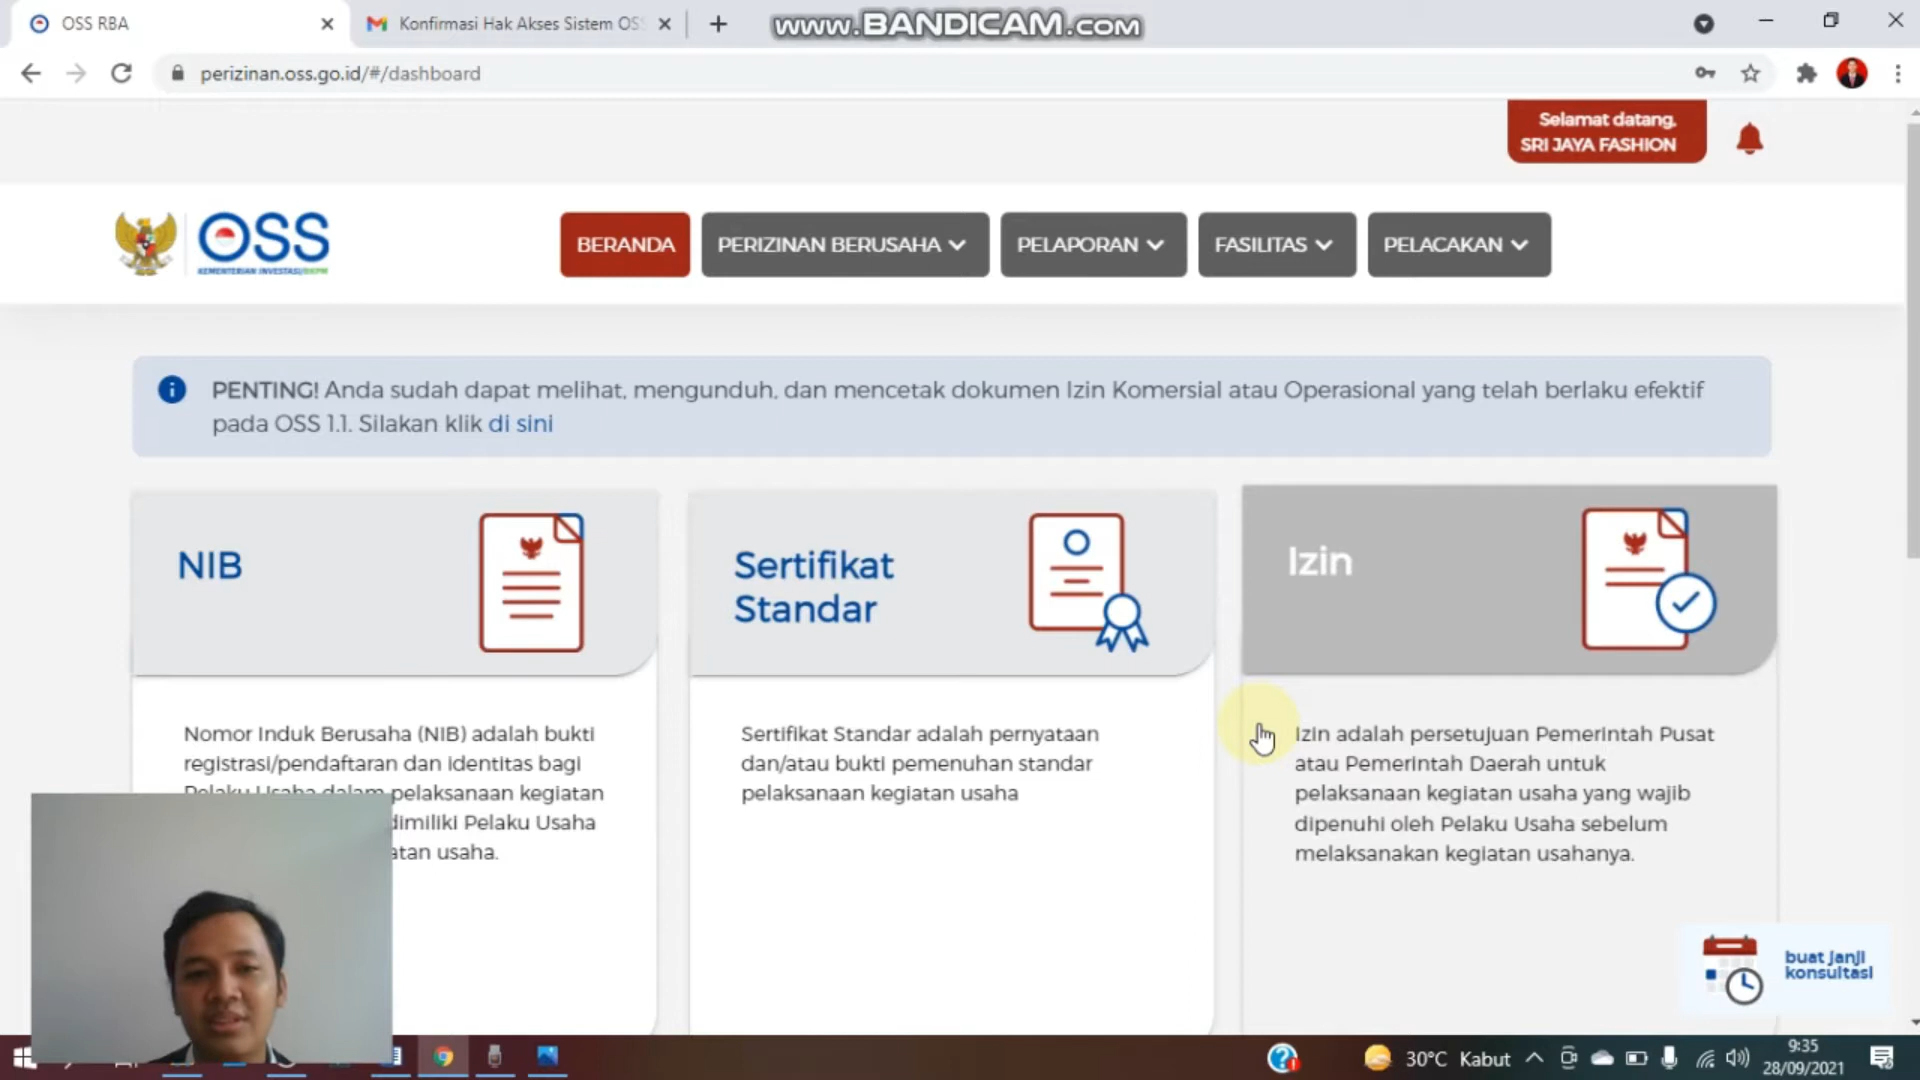 OSS RBA
Konfirmasi Hak Akses Sistem OS
www.BANDICAM.com
perizinan.oss.go.id/#/dashboard
Selamat datang,
SRI JAYA FASHION
OSS
KEMENTERIAN INVESTASI/BKPM
BERANDA
PERIZINAN BERUSAHA
PELAPORAN
FASILITAS
PELACAKAN
PENTING! Anda sudah dapat melihat, mengunduh, dan mencetak dokumen Izin Komersial atau Operasional yang telah berlaku efektif
pada OSS 1.1. Silakan klik di sini
NIB
Nomor Induk Berusaha (NIB) adalah bukti
registrasi/pendaftaran dan identitas bagi
Pelaku Usaha dalam pelaksanaan kegiatan
dimiliki Pelaku Usaha
atan usaha.
Sertifikat
Standar
Sertifikat Standar adalah pernyataan
dan/atau bukti pemenuhan standar
pelaksanaan kegiatan usaha
Izin
Izin adalah persetujuan Pemerintah Pusat
atau Pemerintah Daerah untuk
pelaksanaan kegiatan usaha yang wajib
dipenuhi oleh Pelaku Usaha sebelum
melaksanakan kegiatan usahanya.
buat janji
konsultasi
30°C Kabut
9:35
28/09/2021